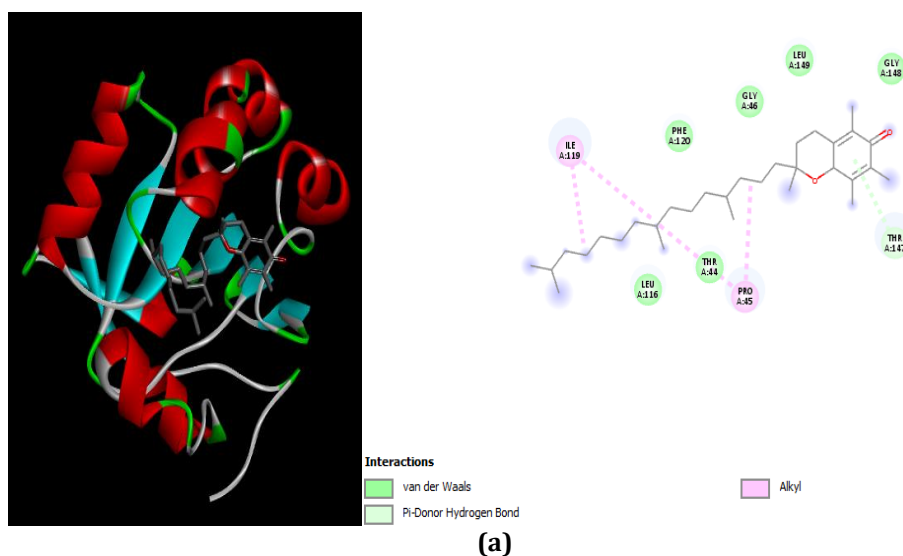 LEU
A:149
GLY
A:148
GLY
A:46
PHE
A:120
ILE
A:119
O
O
THR
A:147
THR
A:44
LEU
A:116
PRO
A:45
Interactions
van der Waals
Alkyl
Pi-Donor Hydrogen Bond
(a)